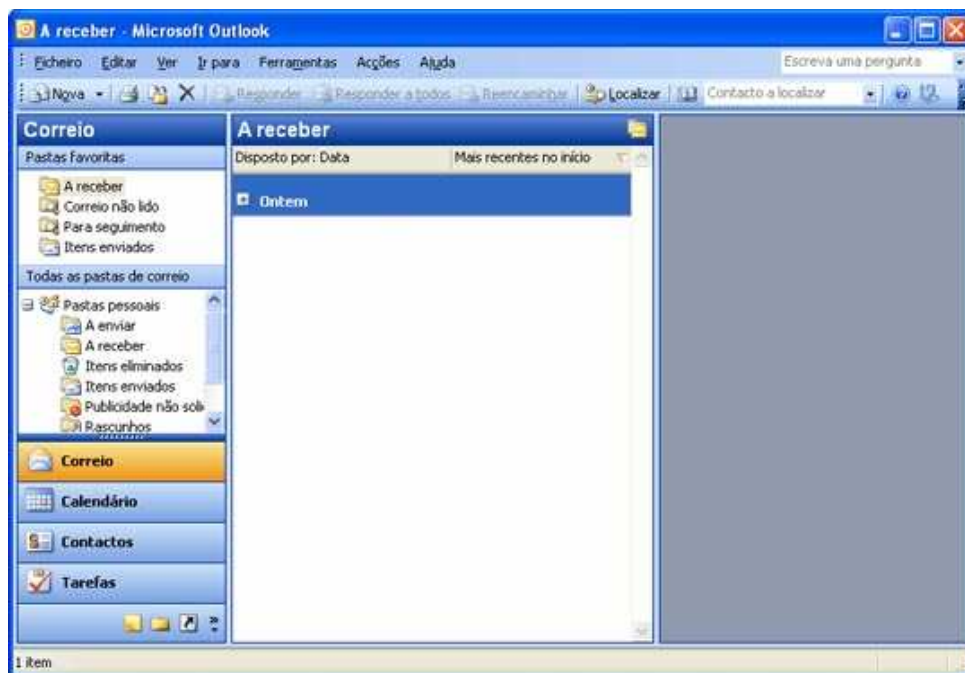 A receber - Microsoft Outlook
Ficheiro Editar Ver Ir para Ferramentas Acções Ajuda Escreva uma pergunta
Nova Responder Responder a todos Reencaminhar Localizar Contacto a localizar
Correio
Pastas favoritas
A receber
Correio não lido
Para seguimento
Itens enviados
Todas as pastas de correio
Pastas pessoais
A enviar
A receber
Itens eliminados
Itens enviados
Publicidade não soli
Rascunhos
Correio
Calendário
Contactos
Tarefas
A receber
Disposto por: Data Mais recentes no início
Ontem
1 item